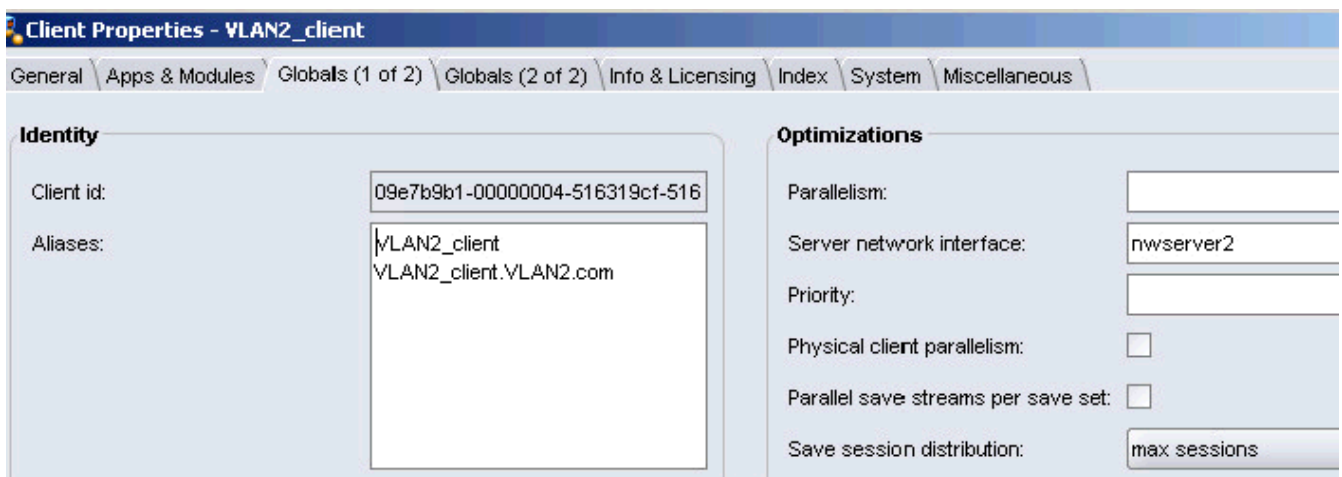 Client Properties - VLAN2_client
General Apps & Modules Globals (1 of 2) Globals (2 of 2) Info & Licensing Index System Miscellaneous
Identity
Client id: 09e7b9b1-00000004-516319cf-516
Aliases: VLAN2_client
VLAN2_client.VLAN2.com
Optimizations
Parallelism:
Server network interface: nwserver2
Priority:
Physical client parallelism:
Parallel save streams per save set:
Save session distribution: max sessions